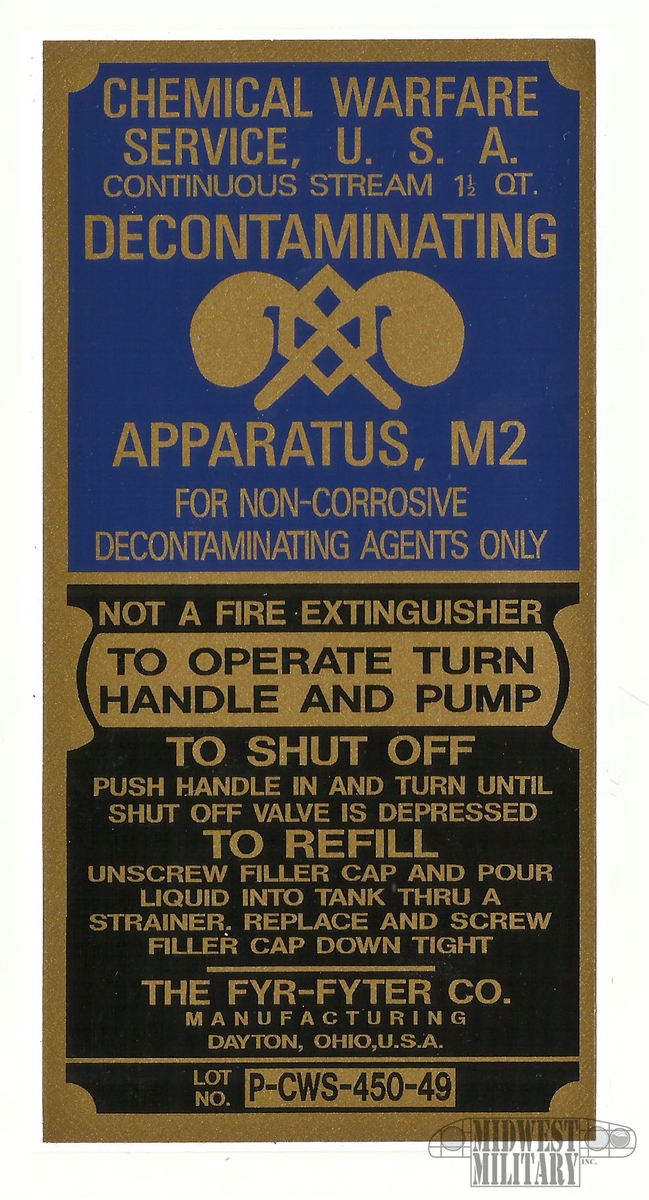 CHEMICAL WARFARE
SERVICE, U. S. A.
CONTINUOUS STREAM 1½ QT.
DECONTAMINATING
APPARATUS, M2
FOR NON-CORROSIVE
DECONTAMINATING AGENTS ONLY
NOT A FIRE EXTINGUISHER
TO OPERATE TURN
HANDLE AND PUMP
TO SHUT OFF
PUSH HANDLE IN AND TURN UNTIL
SHUT OFF VALVE IS DEPRESSED
TO REFILL
UNSCREW FILLER CAP AND POUR
LIQUID INTO TANK THRU A
STRAINER. REPLACE AND SCREW
FILLER CAP DOWN TIGHT
THE FYR-FYTER CO.
MANUFACTURING
DAYTON, OHIO,U.S.A.
LOT
NO. P-CWS-450-49
MIDWEST
MILITARY INC.